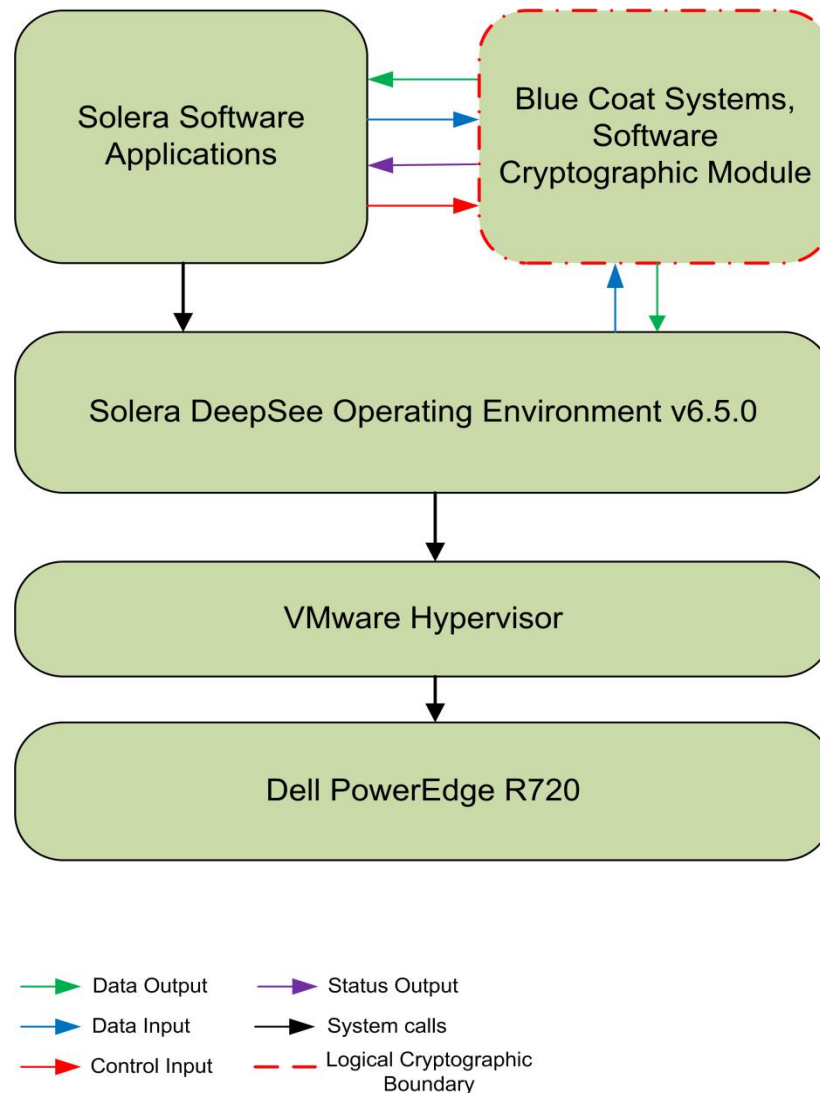 Solera Software
Applications
Blue Coat Systems,
Software
Cryptographic Module
Solera DeepSee Operating Environment v6.5.0
VMware Hypervisor
Dell PowerEdge R720
Data Output
Status Output
Data Input
System calls
Control Input
Logical Cryptographic
Boundary